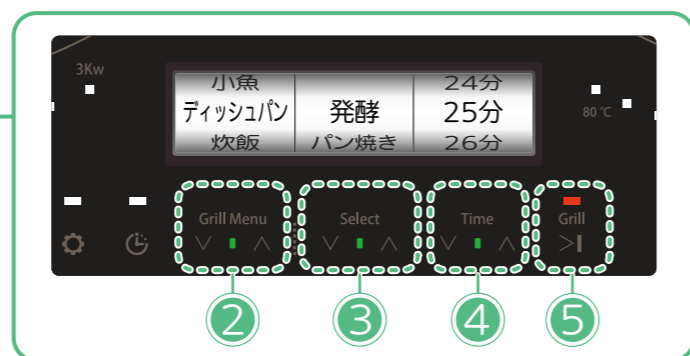 3Kw
小魚 24分
ディッシュパン 発酵 25分
炊飯 パン焼き 26分
80℃
Grill Menu Select Time Grill
② ③ ④ ⑤